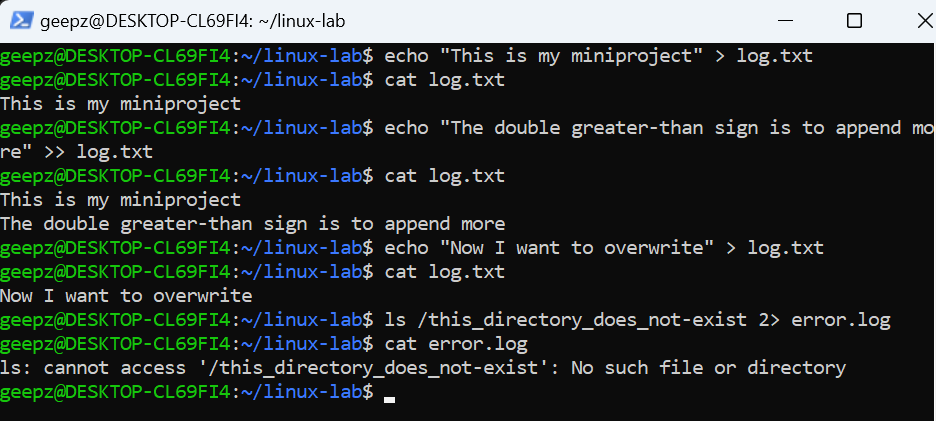 geepz@DESKTOP-CL69FI4: ~/linux-lab
geepz@DESKTOP-CL69FI4:~/linux-lab$ echo "This is my miniproject" > log.txt
geepz@DESKTOP-CL69FI4:~/linux-lab$ cat log.txt
This is my miniproject
geepz@DESKTOP-CL69FI4:~/linux-lab$ echo "The double greater-than sign is to append mo
re" >> log.txt
geepz@DESKTOP-CL69FI4:~/linux-lab$ cat log.txt
This is my miniproject
The double greater-than sign is to append more
geepz@DESKTOP-CL69FI4:~/linux-lab$ echo "Now I want to overwrite" > log.txt
geepz@DESKTOP-CL69FI4:~/linux-lab$ cat log.txt
Now I want to overwrite
geepz@DESKTOP-CL69FI4:~/linux-lab$ ls /this_directory_does_not-exist 2> error.log
geepz@DESKTOP-CL69FI4:~/linux-lab$ cat error.log
ls: cannot access '/this_directory_does_not-exist': No such file or directory
geepz@DESKTOP-CL69FI4:~/linux-lab$